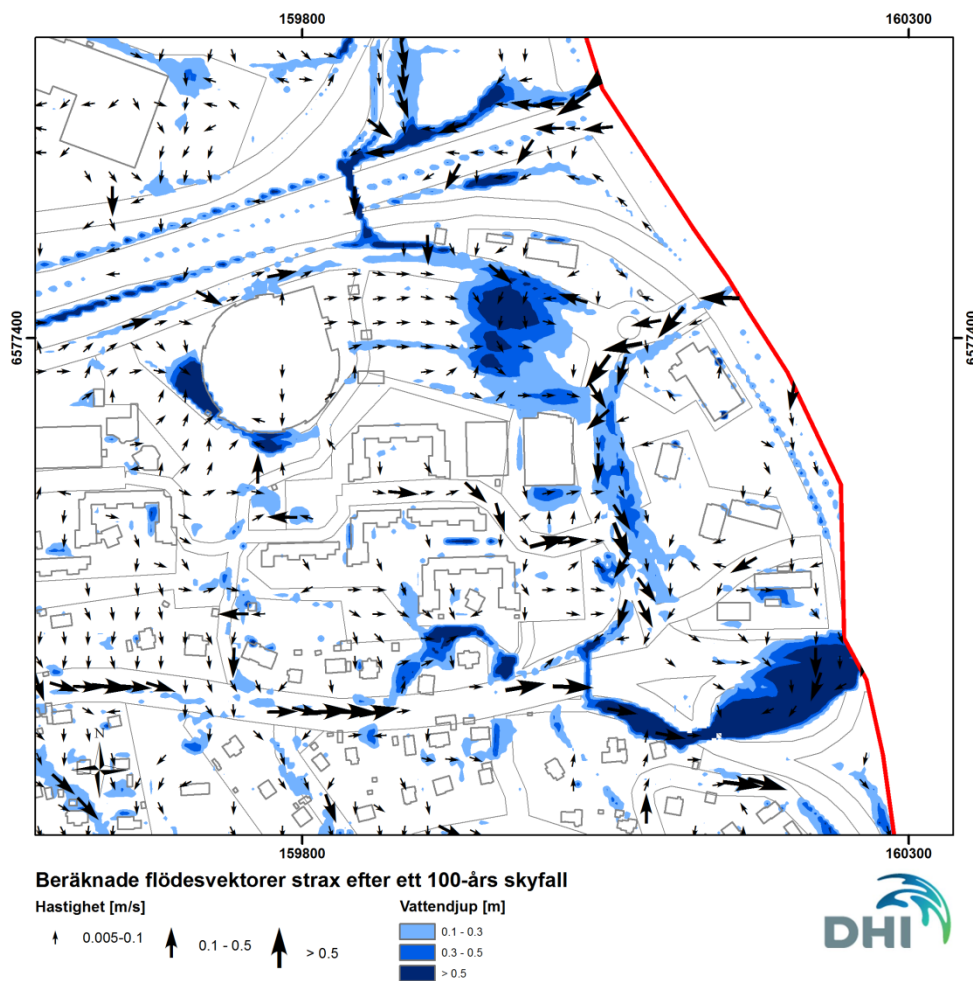 159800
160300
6577400
6577400
N
159800
160300
Beräknade flödesvektorer strax efter ett 100-års skyfall
Hastighet [m/s]
Vattendjup [m]
0.005-0.1
0.1 - 0.5
> 0.5
0.1 - 0.3
0.3 - 0.5
> 0.5
DHI